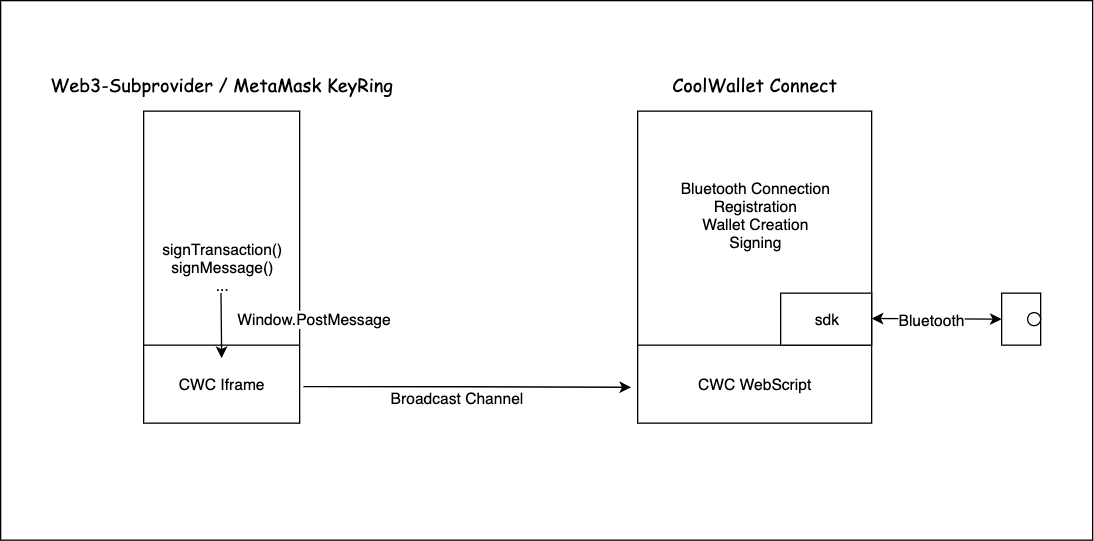 Web3-Subprovider / MetaMask KeyRing
CoolWallet Connect
Bluetooth Connection
Registration
Wallet Creation
Signing
signTransaction()
signMessage()
...
Window.PostMessage
sdk
Bluetooth
CWC Iframe
CWC WebScript
Broadcast Channel